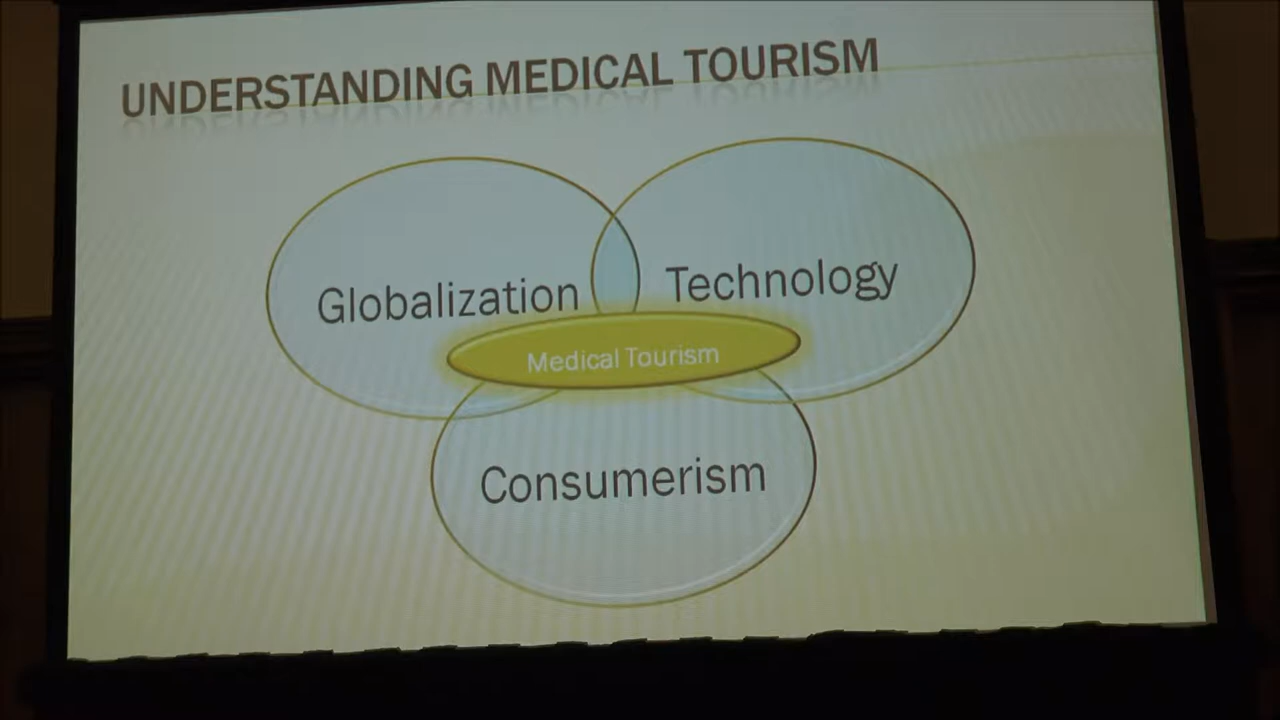 UNDERSTANDING MEDICAL TOURISM
Globalization
Technology
Medical Tourism
Consumerism